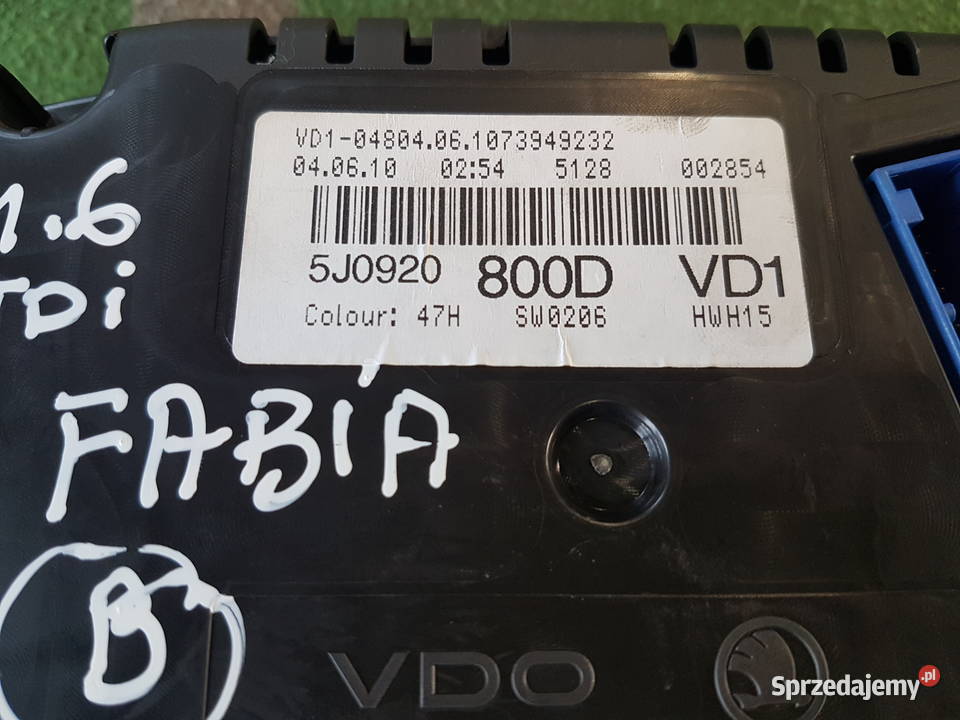 VD1-04804.06.1073949232
04.06.10 02:54 5128 002854
5J0920 800D VD1
Colour: 47H SW0206 HWH15
1.6
TDi
FABIA
B
VDO
Sprzedajemy.pl